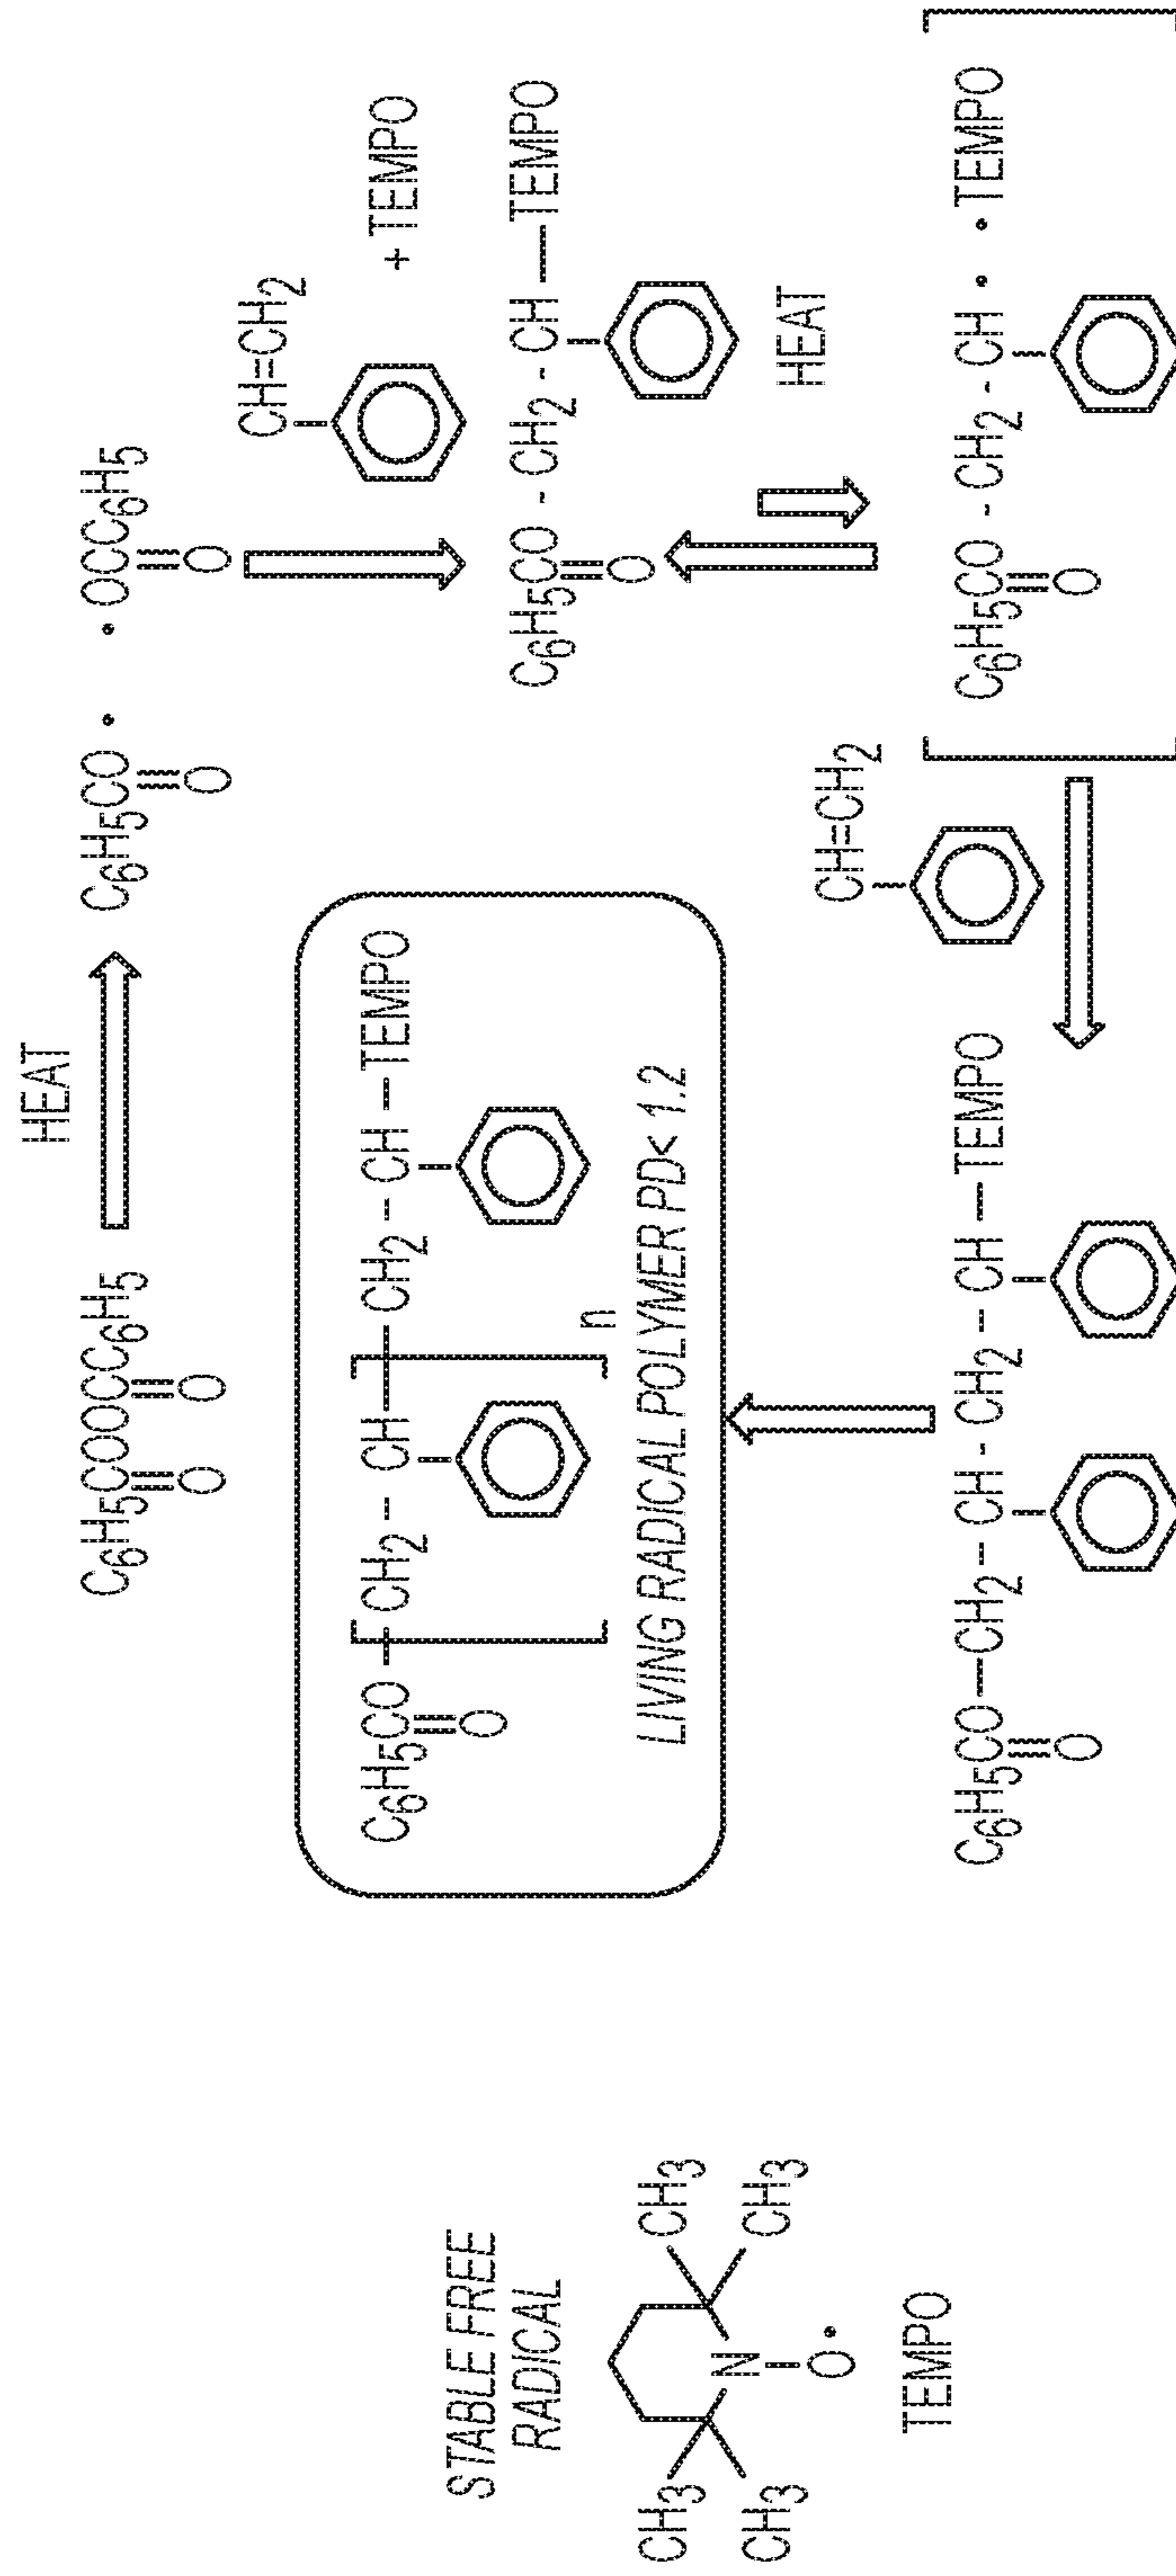 HEAT
C6H5COOCC6H5
O O
C6H5CO • • OCC6H5
O O
CH=CH2
+ TEMPO
C6H5CO - CH2 - CH — TEMPO
O
HEAT
C6H5CO - CH2 - CH • • TEMPO
O
CH=CH2
C6H5CO — CH2 - CH - CH2 - CH — TEMPO
O
C6H5CO [ CH2 - CH ] n CH2 - CH — TEMPO
O
LIVING RADICAL POLYMER PD< 1.2
STABLE FREE
RADICAL
CH3 CH3
N
CH3 CH3
O•
TEMPO